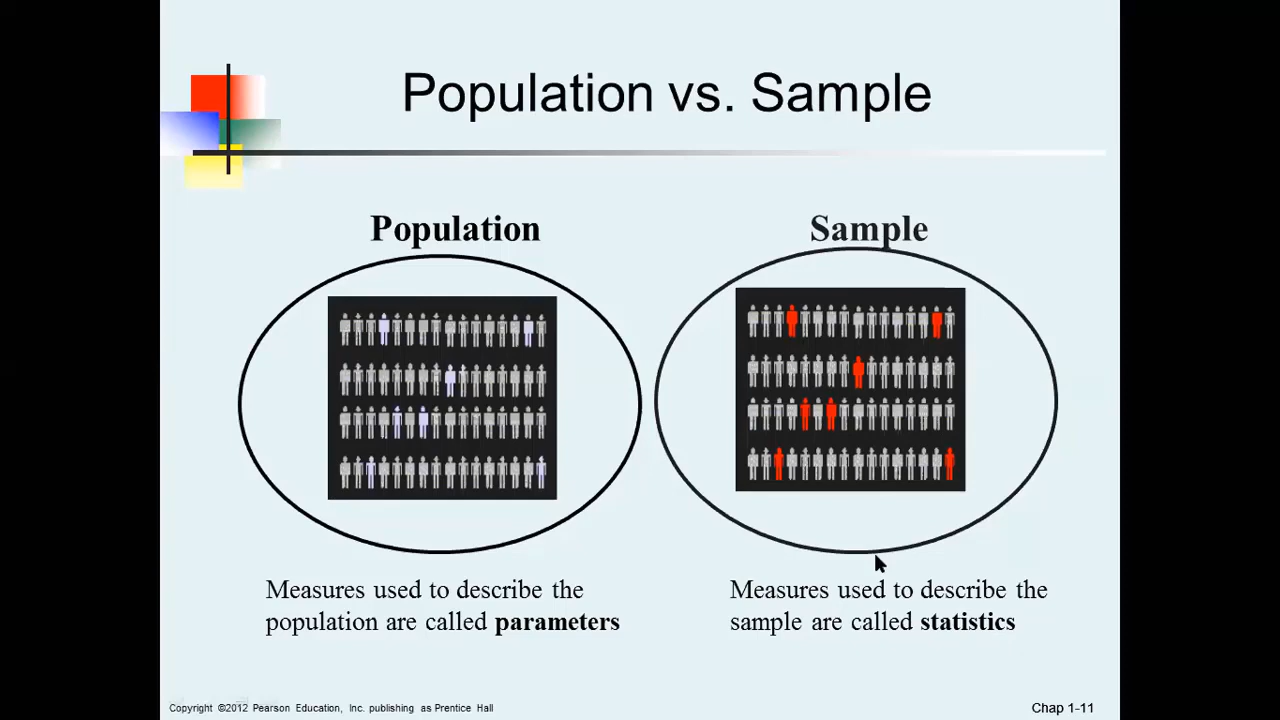 Population vs. Sample
Population
Sample
Measures used to describe the
population are called parameters
Measures used to describe the
sample are called statistics
Copyright ©2012 Pearson Education, Inc. publishing as Prentice Hall
Chap 1-11